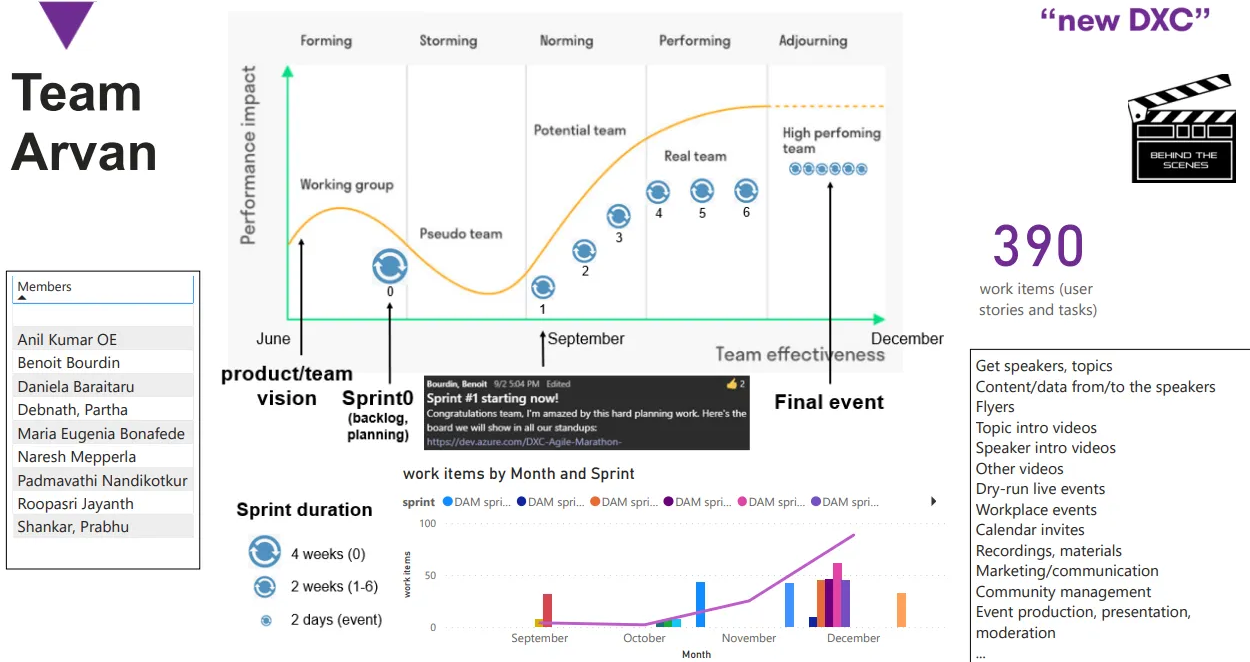 Team
Arvan
Members
Anil Kumar OE
Benoit Bourdin
Daniela Baraitaru
Debnath, Partha
Maria Eugenia Bonafede
Naresh Mepperla
Padmavathi Nandikotkur
Roopasri Jayanth
Shankar, Prabhu
Forming Storming Norming Performing Adjourning
Performance impact
Working group
Pseudo team
Potential team
Real team
High perfoming
team
0
1
2
3
4 5 6
June
September
December
Team effectiveness
product/team
vision
Sprint0
(backlog,
planning)
Bourdin, Benoit 9/2 5:04 PM Edited 2
Sprint #1 starting now!
Congratulations team, I'm amazed by this hard planning work. Here's the
board we will show in all our standups:
https://dev.azure.com/DXC-Agile-Marathon-
Final event
Sprint duration
4 weeks (0)
2 weeks (1-6)
2 days (event)
work items by Month and Sprint
sprint DAM spri... DAM spri... DAM spri... DAM spri... DAM spri... DAM spri...
work items
100
50
0
September October November December
Month
“new DXC”
BEHIND THE
SCENES
390
work items (user
stories and tasks)
Get speakers, topics
Content/data from/to the speakers
Flyers
Topic intro videos
Speaker intro videos
Other videos
Dry-run live events
Workplace events
Calendar invites
Recordings, materials
Marketing/communication
Community management
Event production, presentation,
moderation
...